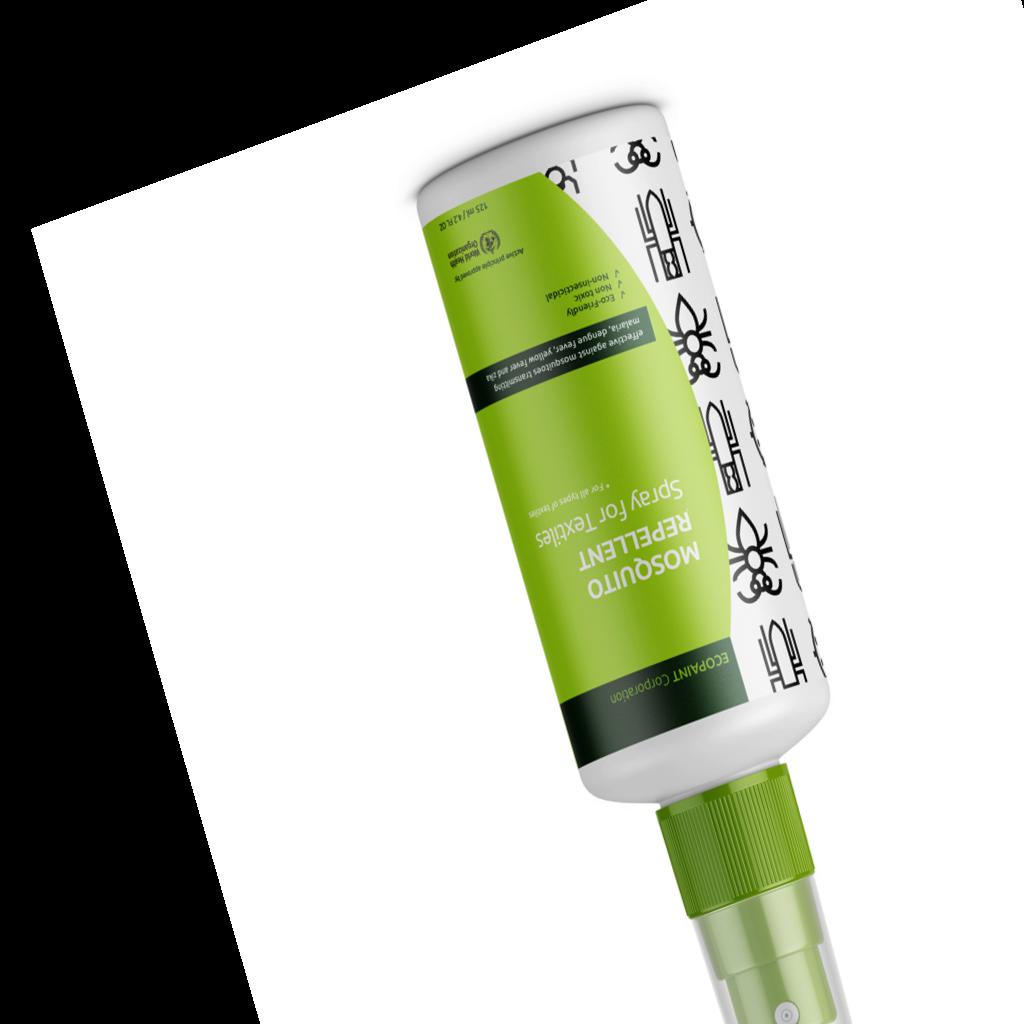 ECOPAINT Corporation
MOSQUITO
REPELLENT
Spray for Textiles
* For all types of textiles
effective against mosquitoes transmitting
malaria, dengue fever, yellow fever and zika
✓ Eco-Friendly
✓ Non toxic
✓ Non-insecticidal
Active principle approved by
World Health
Organization
125 ml / 4.2 FL OZ